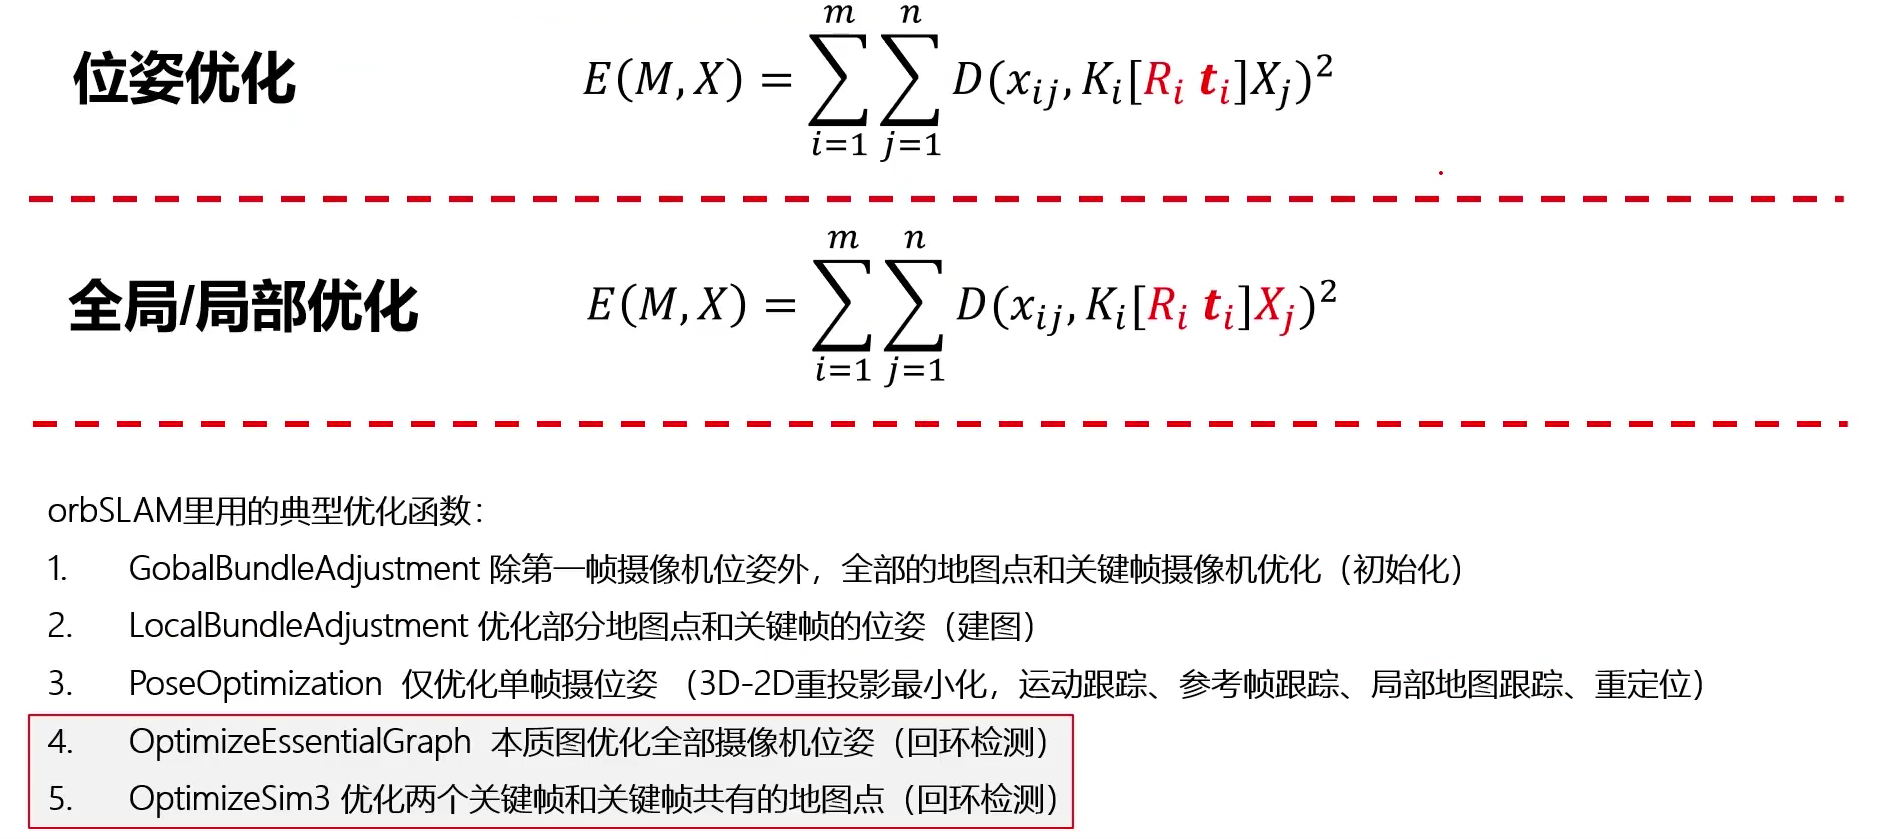 位姿优化 E(M,X) = ∑_{i=1}^{m} ∑_{j=1}^{n} D(x_{ij}, K_i[R_i t_i]X_j)^2
全局/局部优化 E(M,X) = ∑_{i=1}^{m} ∑_{j=1}^{n} D(x_{ij}, K_i[R_i t_i]X_j)^2
orbSLAM里用的典型优化函数：
1. GobalBundleAdjustment 除第一帧摄像机位姿外，全部的地图点和关键帧摄像机优化（初始化）
2. LocalBundleAdjustment 优化部分地图点和关键帧的位姿（建图）
3. PoseOptimization 仅优化单帧摄位姿 （3D-2D重投影最小化，运动跟踪、参考帧跟踪、局部地图跟踪、重定位）
4. OptimizeEssentialGraph 本质图优化全部摄像机位姿（回环检测）
5. OptimizeSim3 优化两个关键帧和关键帧共有的地图点（回环检测）